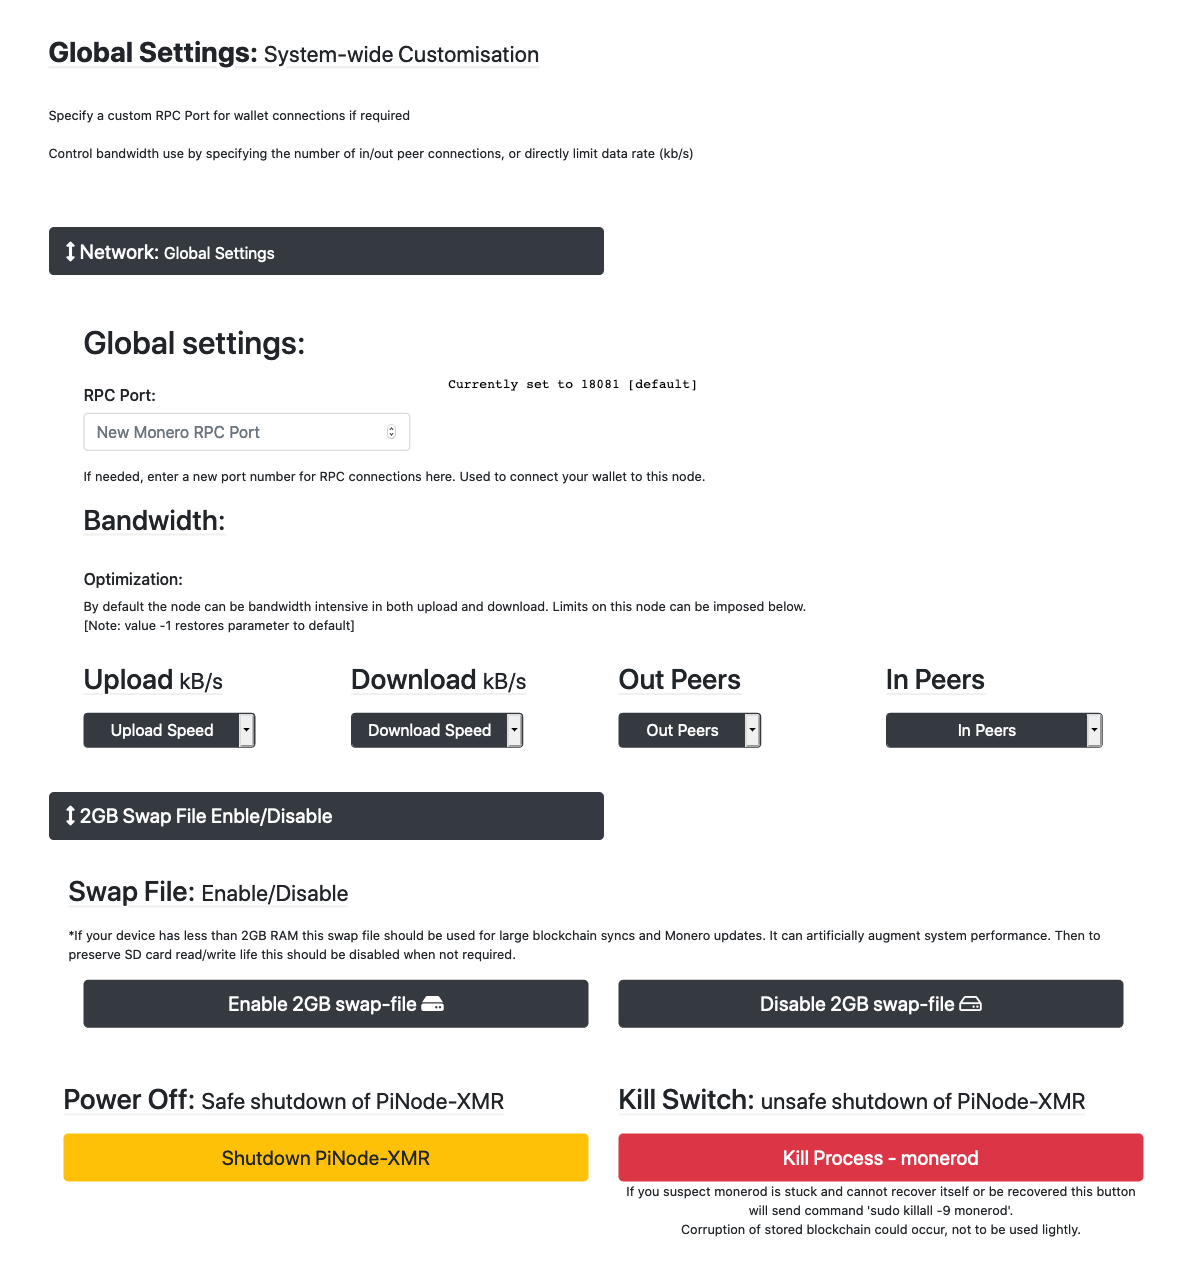 Global Settings: System-wide Customisation
Specify a custom RPC Port for wallet connections if required
Control bandwidth use by specifying the number of in/out peer connections, or directly limit data rate (kb/s)
Network: Global Settings
Global settings:
Currently set to 18081 [default]
RPC Port:
New Monero RPC Port
If needed, enter a new port number for RPC connections here. Used to connect your wallet to this node.
Bandwidth:
Optimization:
By default the node can be bandwidth intensive in both upload and download. Limits on this node can be imposed below.
[Note: value -1 restores parameter to default]
Upload kB/s
Download kB/s
Out Peers
In Peers
Upload Speed
Download Speed
Out Peers
In Peers
2GB Swap File Enble/Disable
Swap File: Enable/Disable
*If your device has less than 2GB RAM this swap file should be used for large blockchain syncs and Monero updates. It can artificially augment system performance. Then to
preserve SD card read/write life this should be disabled when not required.
Enable 2GB swap-file
Disable 2GB swap-file
Power Off: Safe shutdown of PiNode-XMR
Shutdown PiNode-XMR
Kill Switch: unsafe shutdown of PiNode-XMR
Kill Process - monerod
If you suspect monerod is stuck and cannot recover itself or be recovered this button
will send command 'sudo killall -9 monerod'.
Corruption of stored blockchain could occur, not to be used lightly.